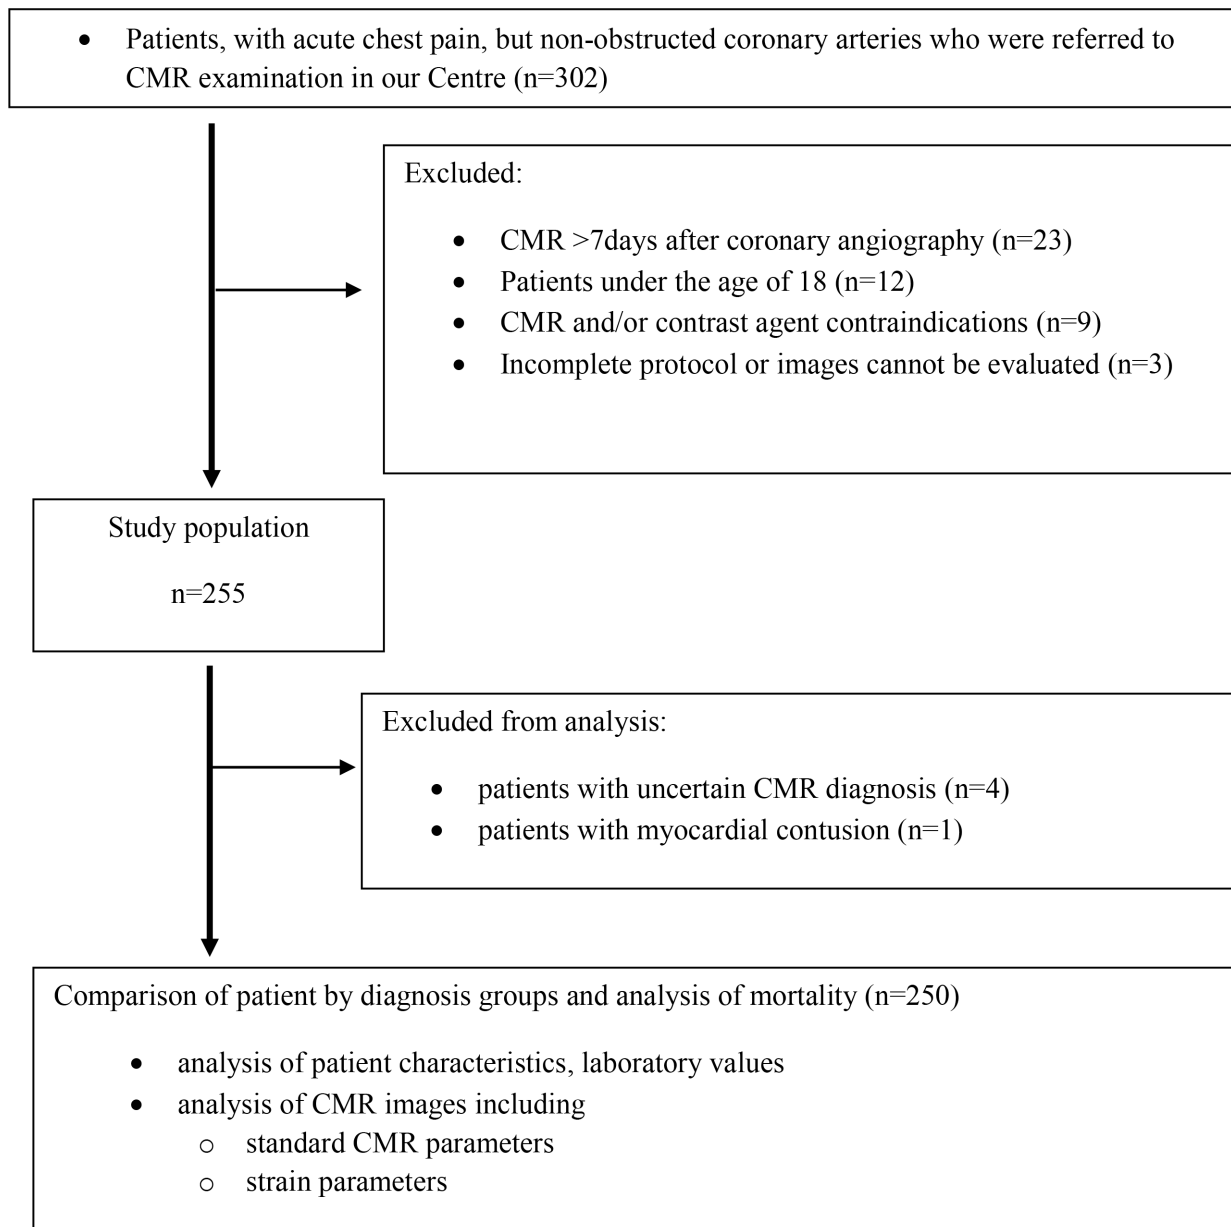 • Patients, with acute chest pain, but non-obstructed coronary arteries who were referred to
CMR examination in our Centre (n=302)
Excluded:
• CMR >7days after coronary angiography (n=23)
• Patients under the age of 18 (n=12)
• CMR and/or contrast agent contraindications (n=9)
• Incomplete protocol or images cannot be evaluated (n=3)
Study population
n=255
Excluded from analysis:
• patients with uncertain CMR diagnosis (n=4)
• patients with myocardial contusion (n=1)
Comparison of patient by diagnosis groups and analysis of mortality (n=250)
• analysis of patient characteristics, laboratory values
• analysis of CMR images including
o standard CMR parameters
o strain parameters